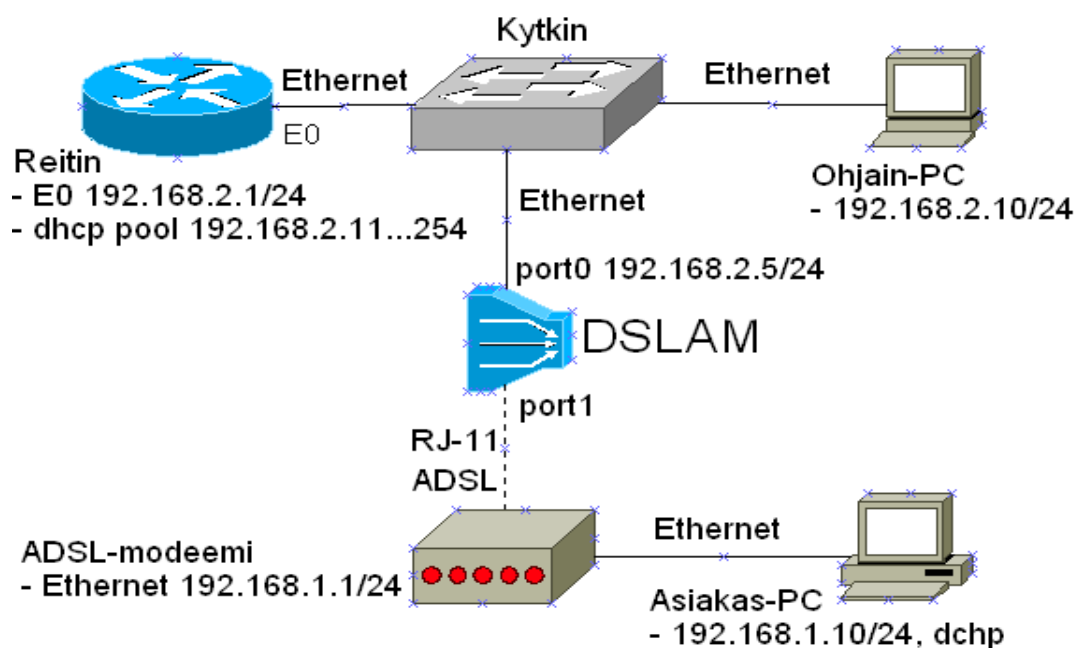 Kytkin
Ethernet
Ethernet
E0
Reitin
- E0 192.168.2.1/24
- dhcp pool 192.168.2.11...254
Ohjain-PC
- 192.168.2.10/24
Ethernet
port0 192.168.2.5/24
DSLAM
port1
RJ-11
ADSL
ADSL-modeemi
- Ethernet 192.168.1.1/24
Ethernet
Asiakas-PC
- 192.168.1.10/24, dchp